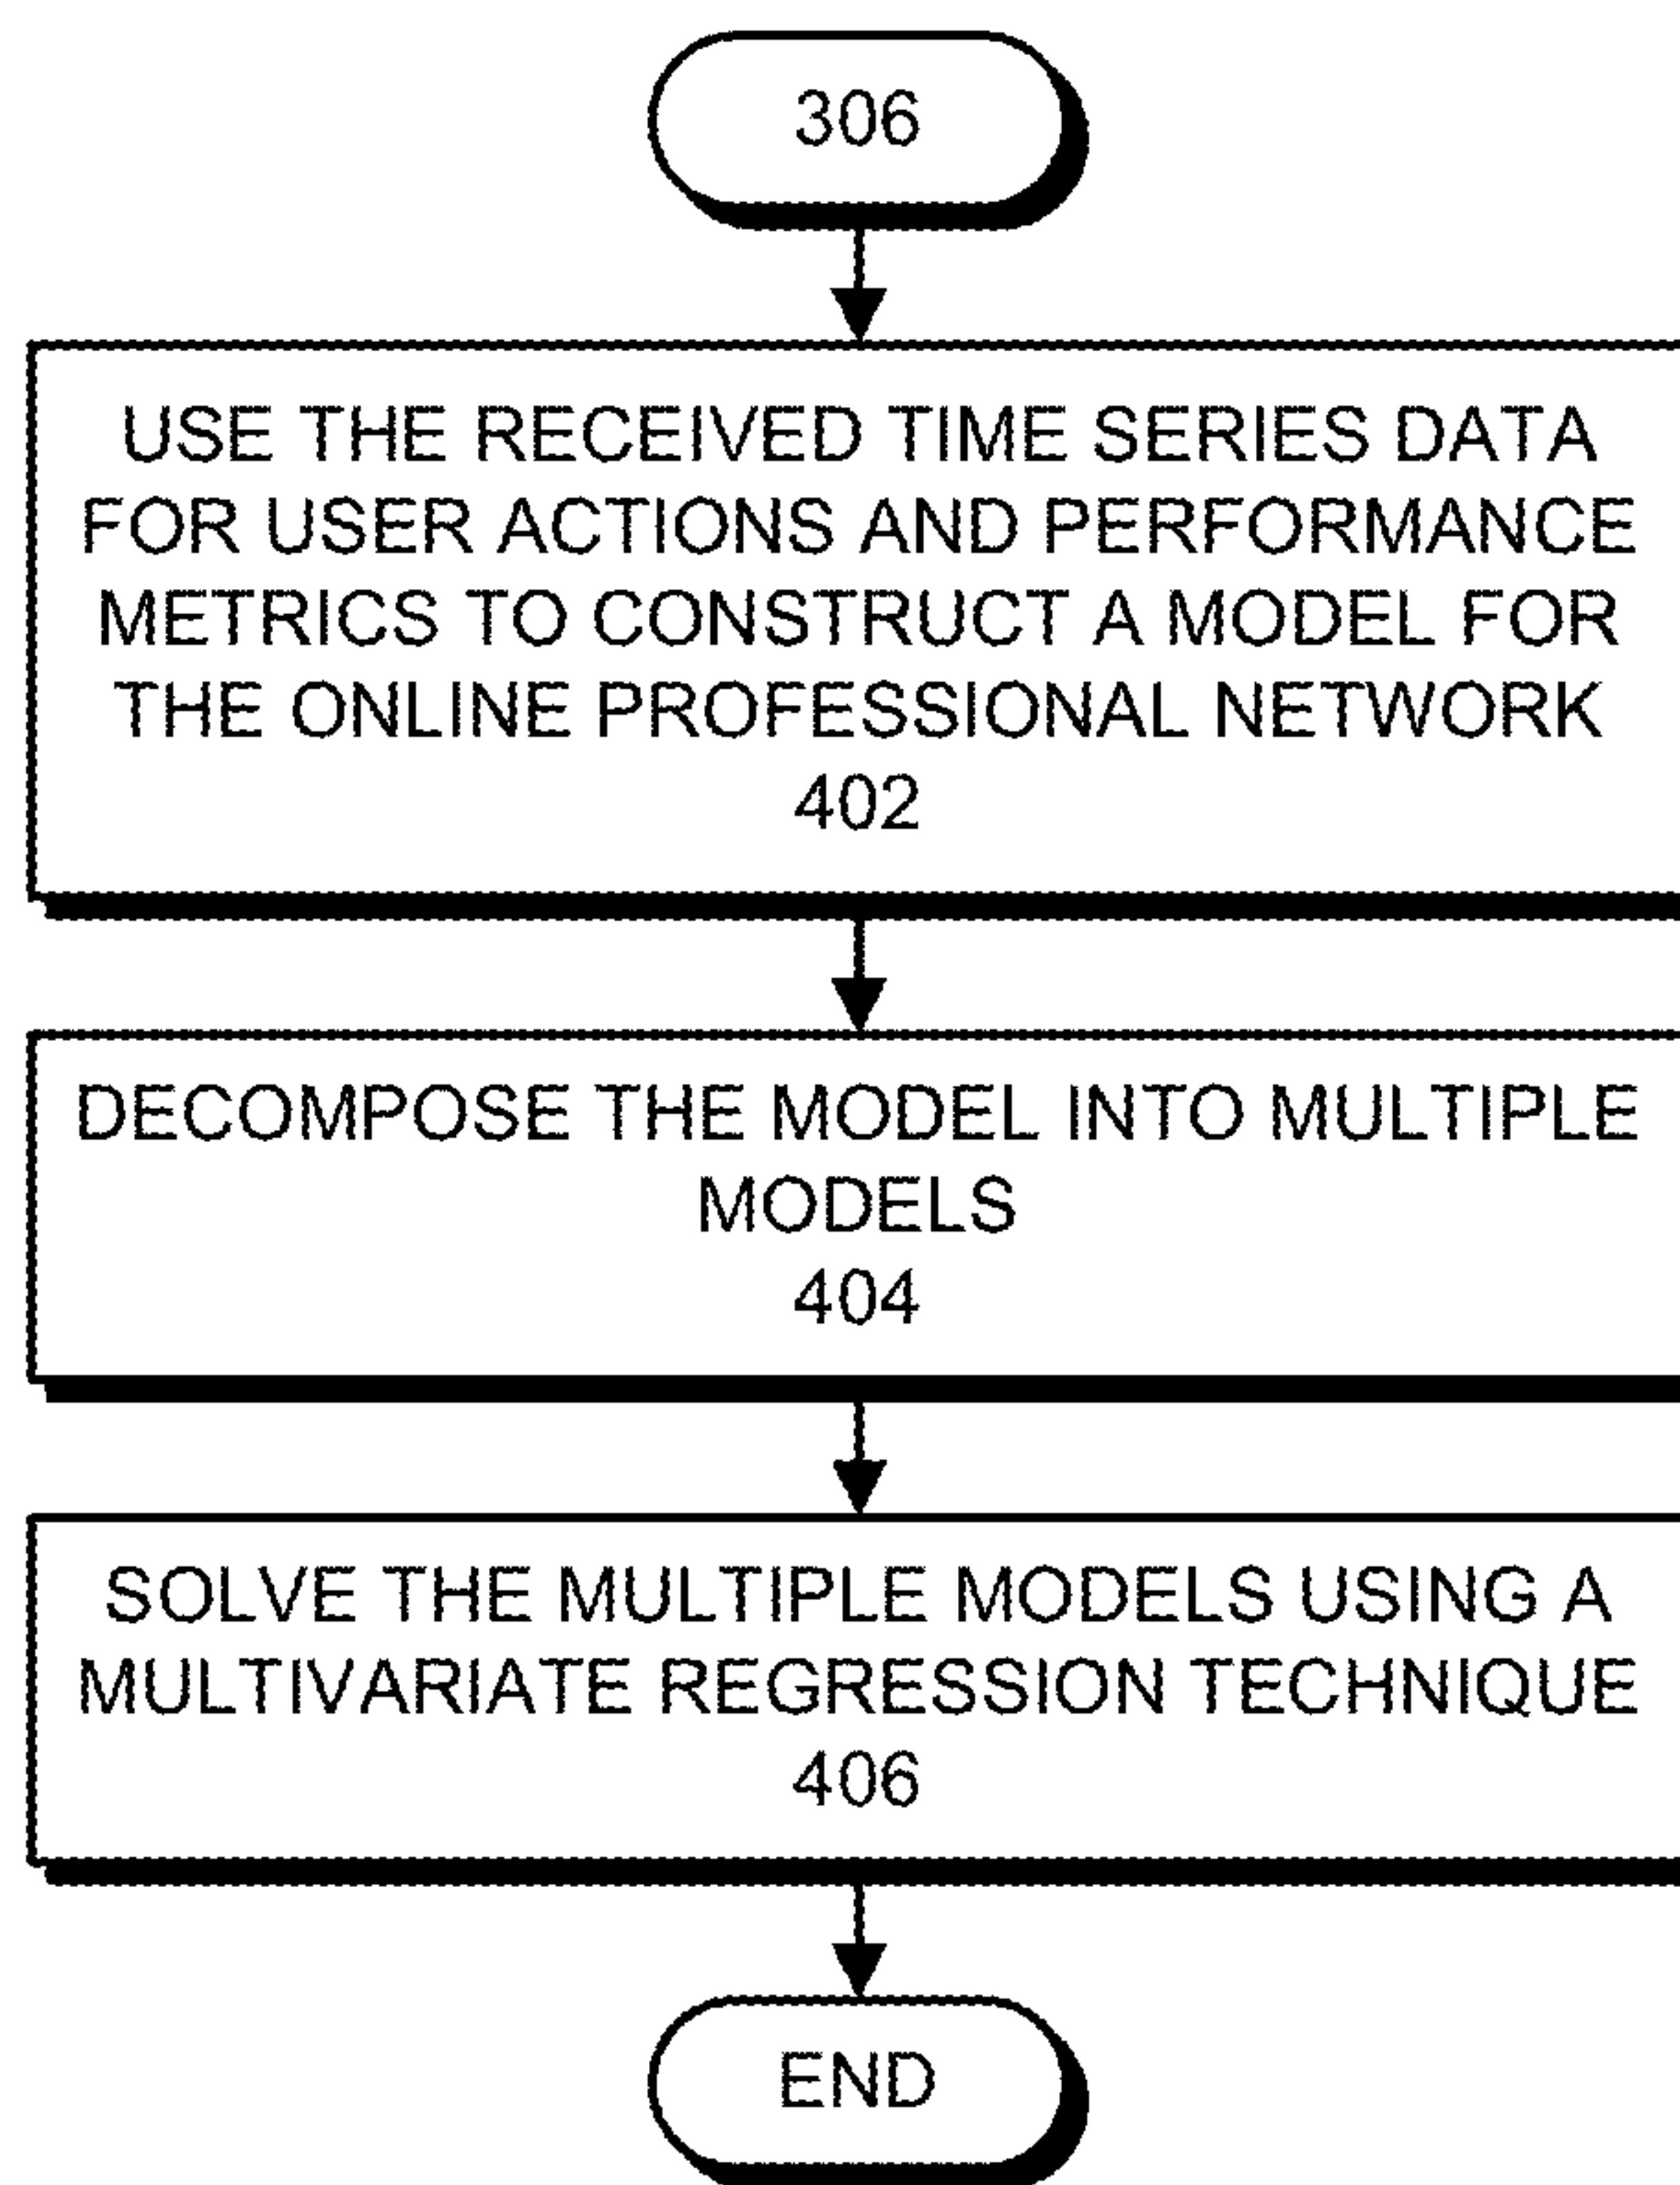 306
USE THE RECEIVED TIME SERIES DATA
FOR USER ACTIONS AND PERFORMANCE
METRICS TO CONSTRUCT A MODEL FOR
THE ONLINE PROFESSIONAL NETWORK
402
DECOMPOSE THE MODEL INTO MULTIPLE
MODELS
404
SOLVE THE MULTIPLE MODELS USING A
MULTIVARIATE REGRESSION TECHNIQUE
406
END